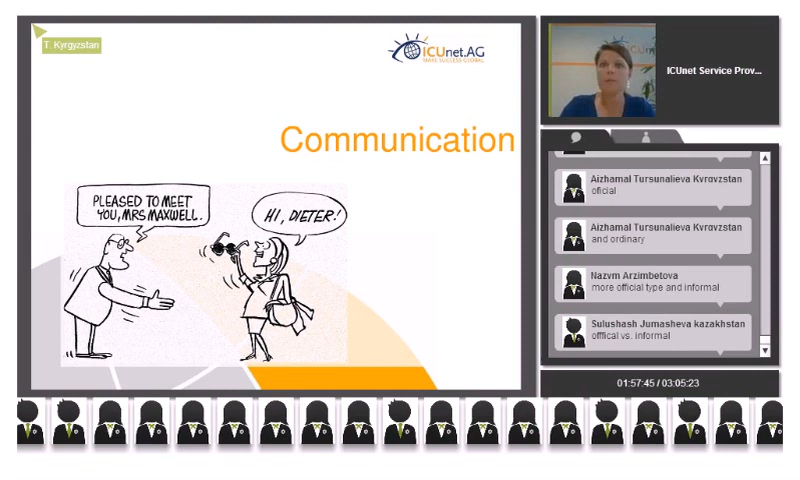 T. Kyrgyzstan
ICUnet.AG
MAKE SUCCESS GLOBAL
Communication
PLEASED TO MEET
YOU, MRS MAXWELL.
HI, DIETER!
ICUnet Service Prov...
Aizhamal Tursunalieva Kyrgyzstan
oficial
Aizhamal Tursunalieva Kyrgyzstan
and ordinary
Nazym Arzimbetova
more official type and informal
Sulushash Jumasheva kazakhstan
offfical vs. informal
01:57:45 / 03:05:23